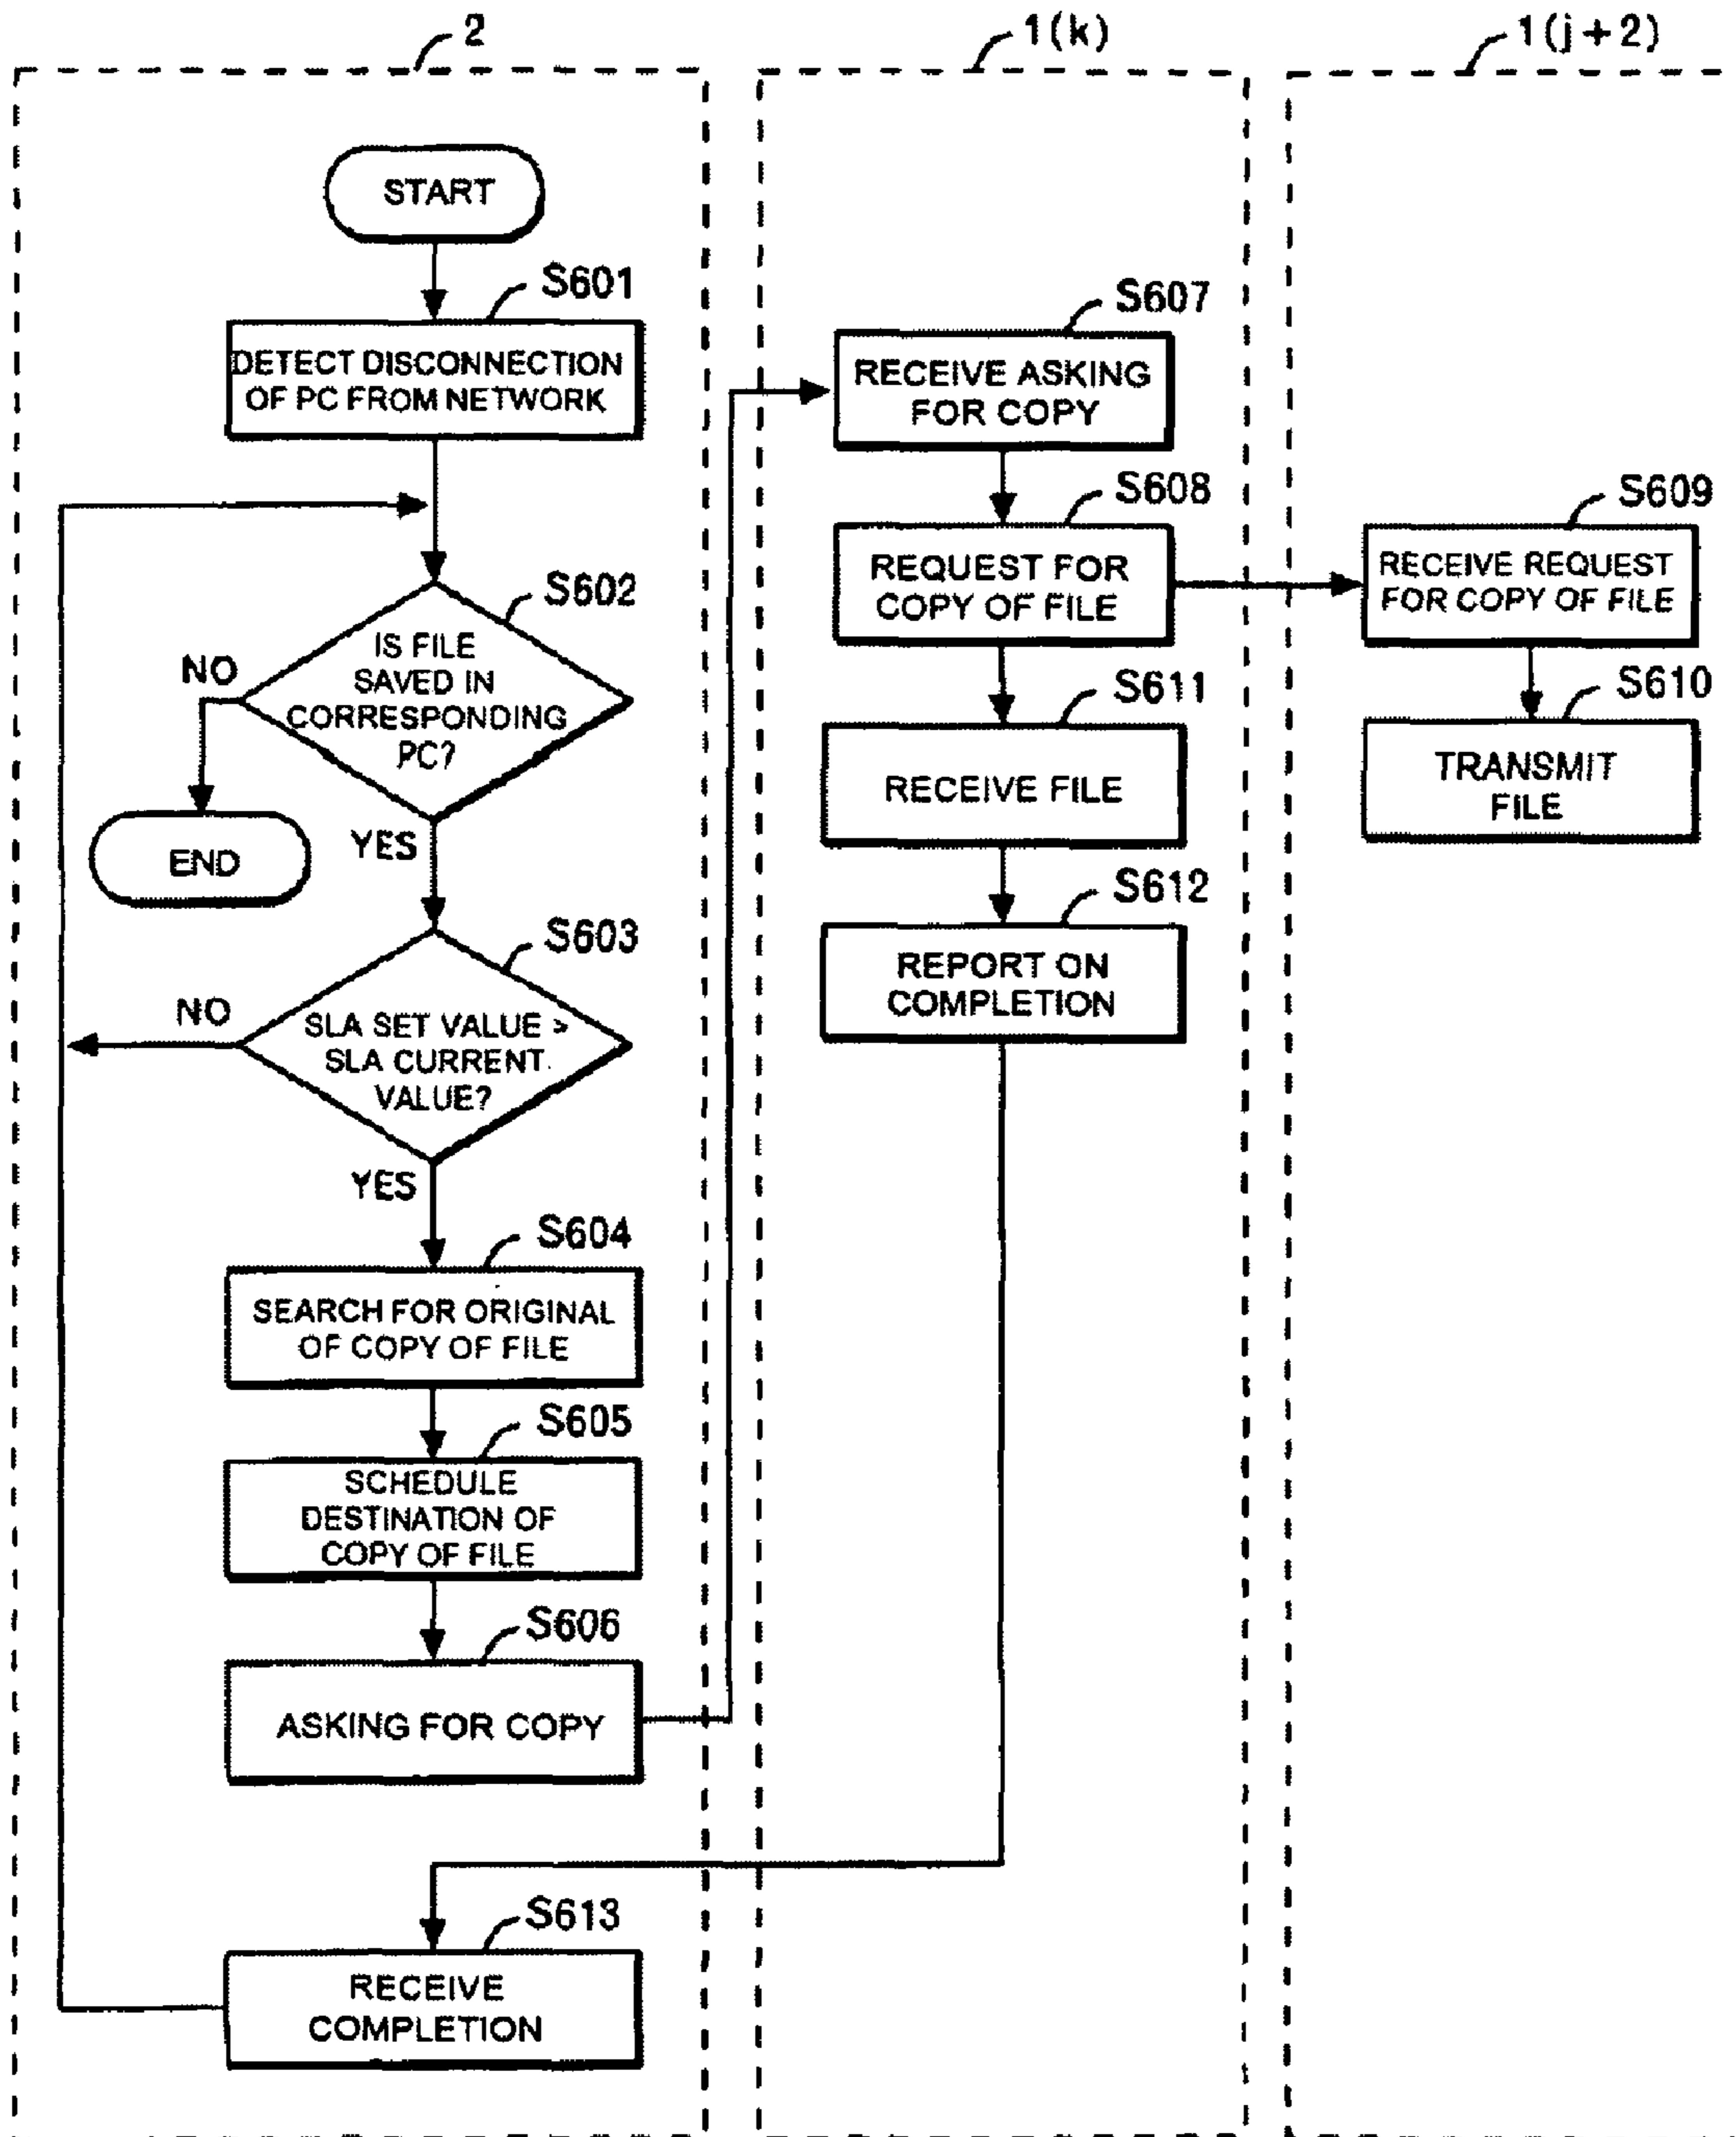 2
1(k)
1(j+2)
START
S601
DETECT DISCONNECTION
OF PC FROM NETWORK
S602
IS FILE
SAVED IN
CORRESPONDING
PC?
NO
END
YES
S603
SLA SET VALUE >
SLA CURRENT
VALUE?
NO
YES
S604
SEARCH FOR ORIGINAL
OF COPY OF FILE
S605
SCHEDULE
DESTINATION OF
COPY OF FILE
S606
ASKING FOR COPY
S613
RECEIVE
COMPLETION
S607
RECEIVE ASKING
FOR COPY
S608
REQUEST FOR
COPY OF FILE
S611
RECEIVE FILE
S612
REPORT ON
COMPLETION
S609
RECEIVE REQUEST
FOR COPY OF FILE
S610
TRANSMIT
FILE